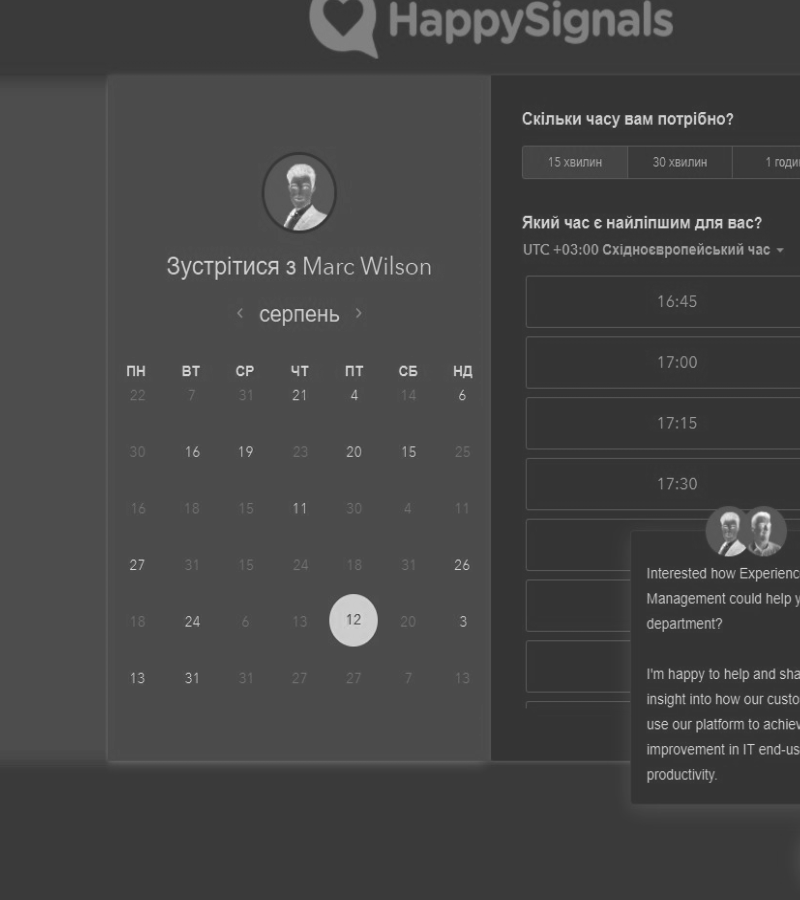 HappySignals
Зустрітися з Marc Wilson
‹ серпень ›
ПН ВТ СР ЧТ ПТ СБ НД
22 7 31 21 4 14 6
30 16 19 23 20 15 25
16 18 15 11 30 4 11
27 31 15 24 18 31 26
18 24 6 13 12 20 3
13 31 31 27 27 7 13
Скільки часу вам потрібно?
15 хвилин 30 хвилин 1 годи
Який час є найліпшим для вас?
UTC +03:00 Східноєвропейський час
16:45
17:00
17:15
17:30
Interested how Experienc
Management could help y
department?
I'm happy to help and sha
insight into how our custo
use our platform to achiev
improvement in IT end-us
productivity.